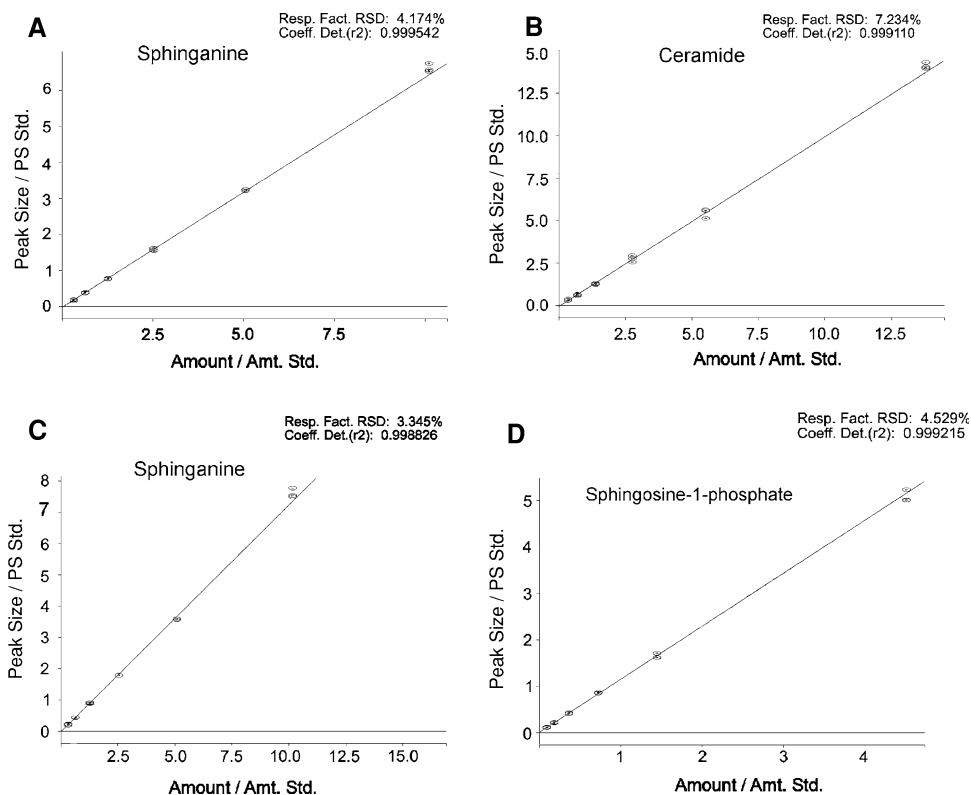 A
Resp. Fact. RSD: 4.174%
Coeff. Det.(r2): 0.999542
Sphinganine
6
5
4
3
2
1
0
Peak Size / PS Std.
2.5
5.0
7.5
Amount / Amt. Std.
B
Resp. Fact. RSD: 7.234%
Coeff. Det.(r2): 0.999110
Ceramide
5.0
12.5
10.0
7.5
5.0
2.5
0.0
Peak Size / PS Std.
2.5
5.0
7.5
10.0
12.5
Amount / Amt. Std.
C
Resp. Fact. RSD: 3.345%
Coeff. Det.(r2): 0.998826
Sphinganine
8
7
6
5
4
3
2
1
0
Peak Size / PS Std.
2.5
5.0
7.5
10.0
12.5
15.0
Amount / Amt. Std.
D
Resp. Fact. RSD: 4.529%
Coeff. Det.(r2): 0.999215
Sphingosine-1-phosphate
5
4
3
2
1
0
Peak Size / PS Std.
1
2
3
4
Amount / Amt. Std.